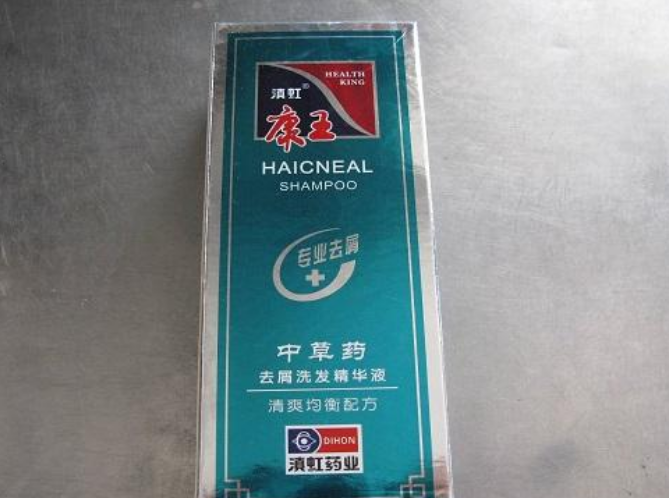 HEALTH
KING
滇虹®
康王
HAICNEAL
SHAMPOO
专业去屑
中草药
去屑洗发精华液
清爽均衡配方
DIHON
滇虹药业